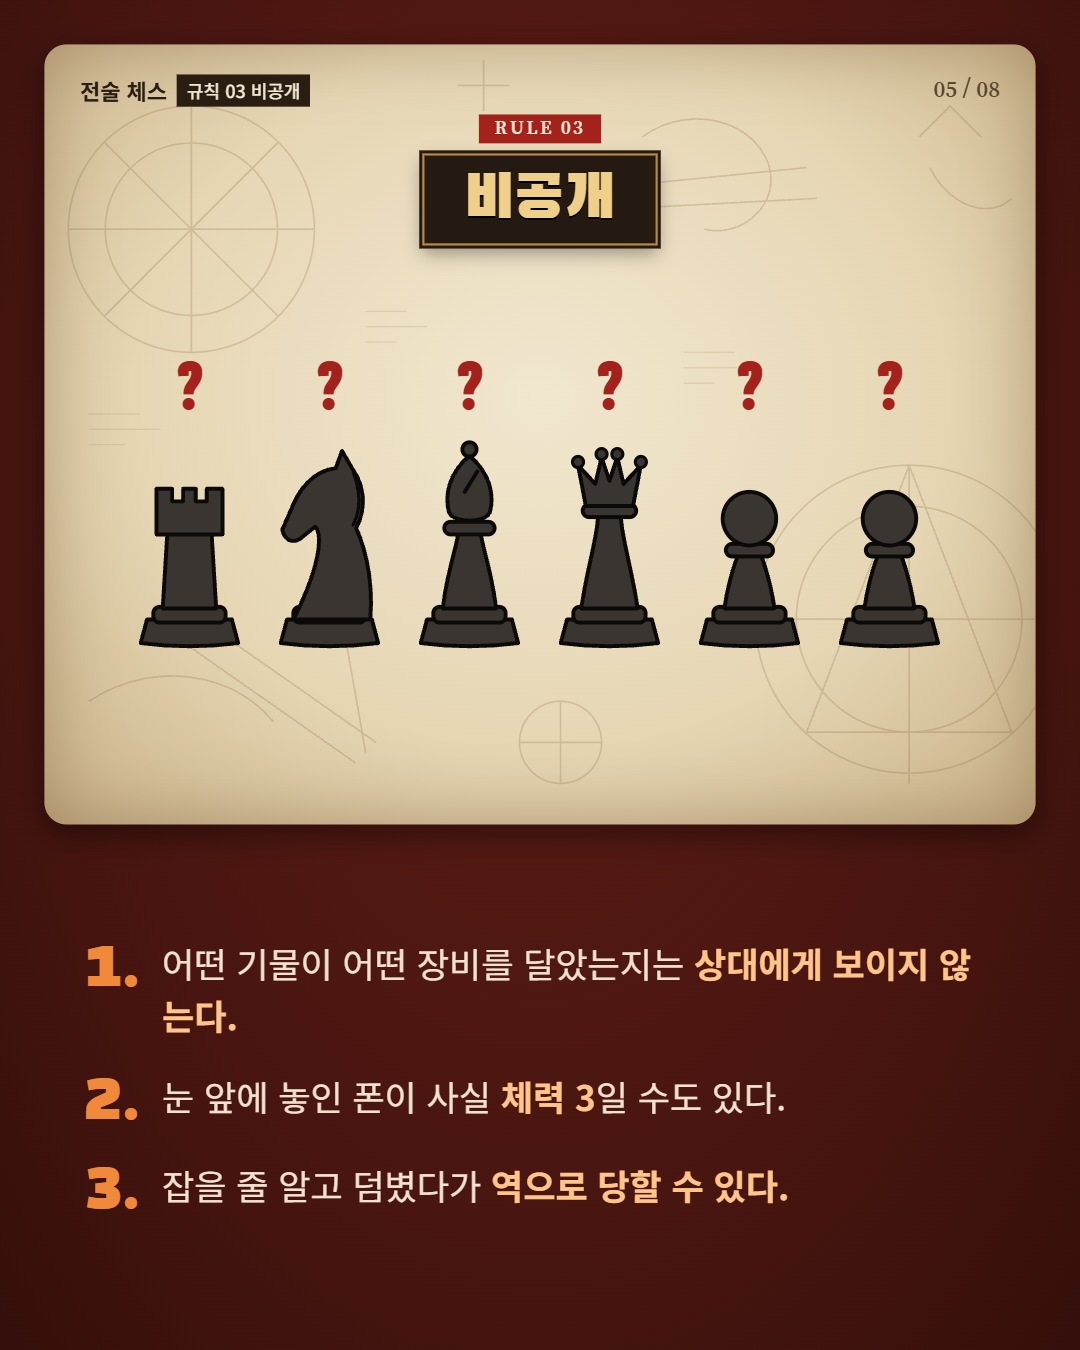 전술 체스 규칙 03 비공개
05 / 08
RULE 03
비공개
? ? ? ? ? ?
1. 어떤 기물이 어떤 장비를 달았는지는 상대에게 보이지 않
는다.
2. 눈 앞에 놓인 폰이 사실 체력 3일 수도 있다.
3. 잡을 줄 알고 덤볐다가 역으로 당할 수 있다.